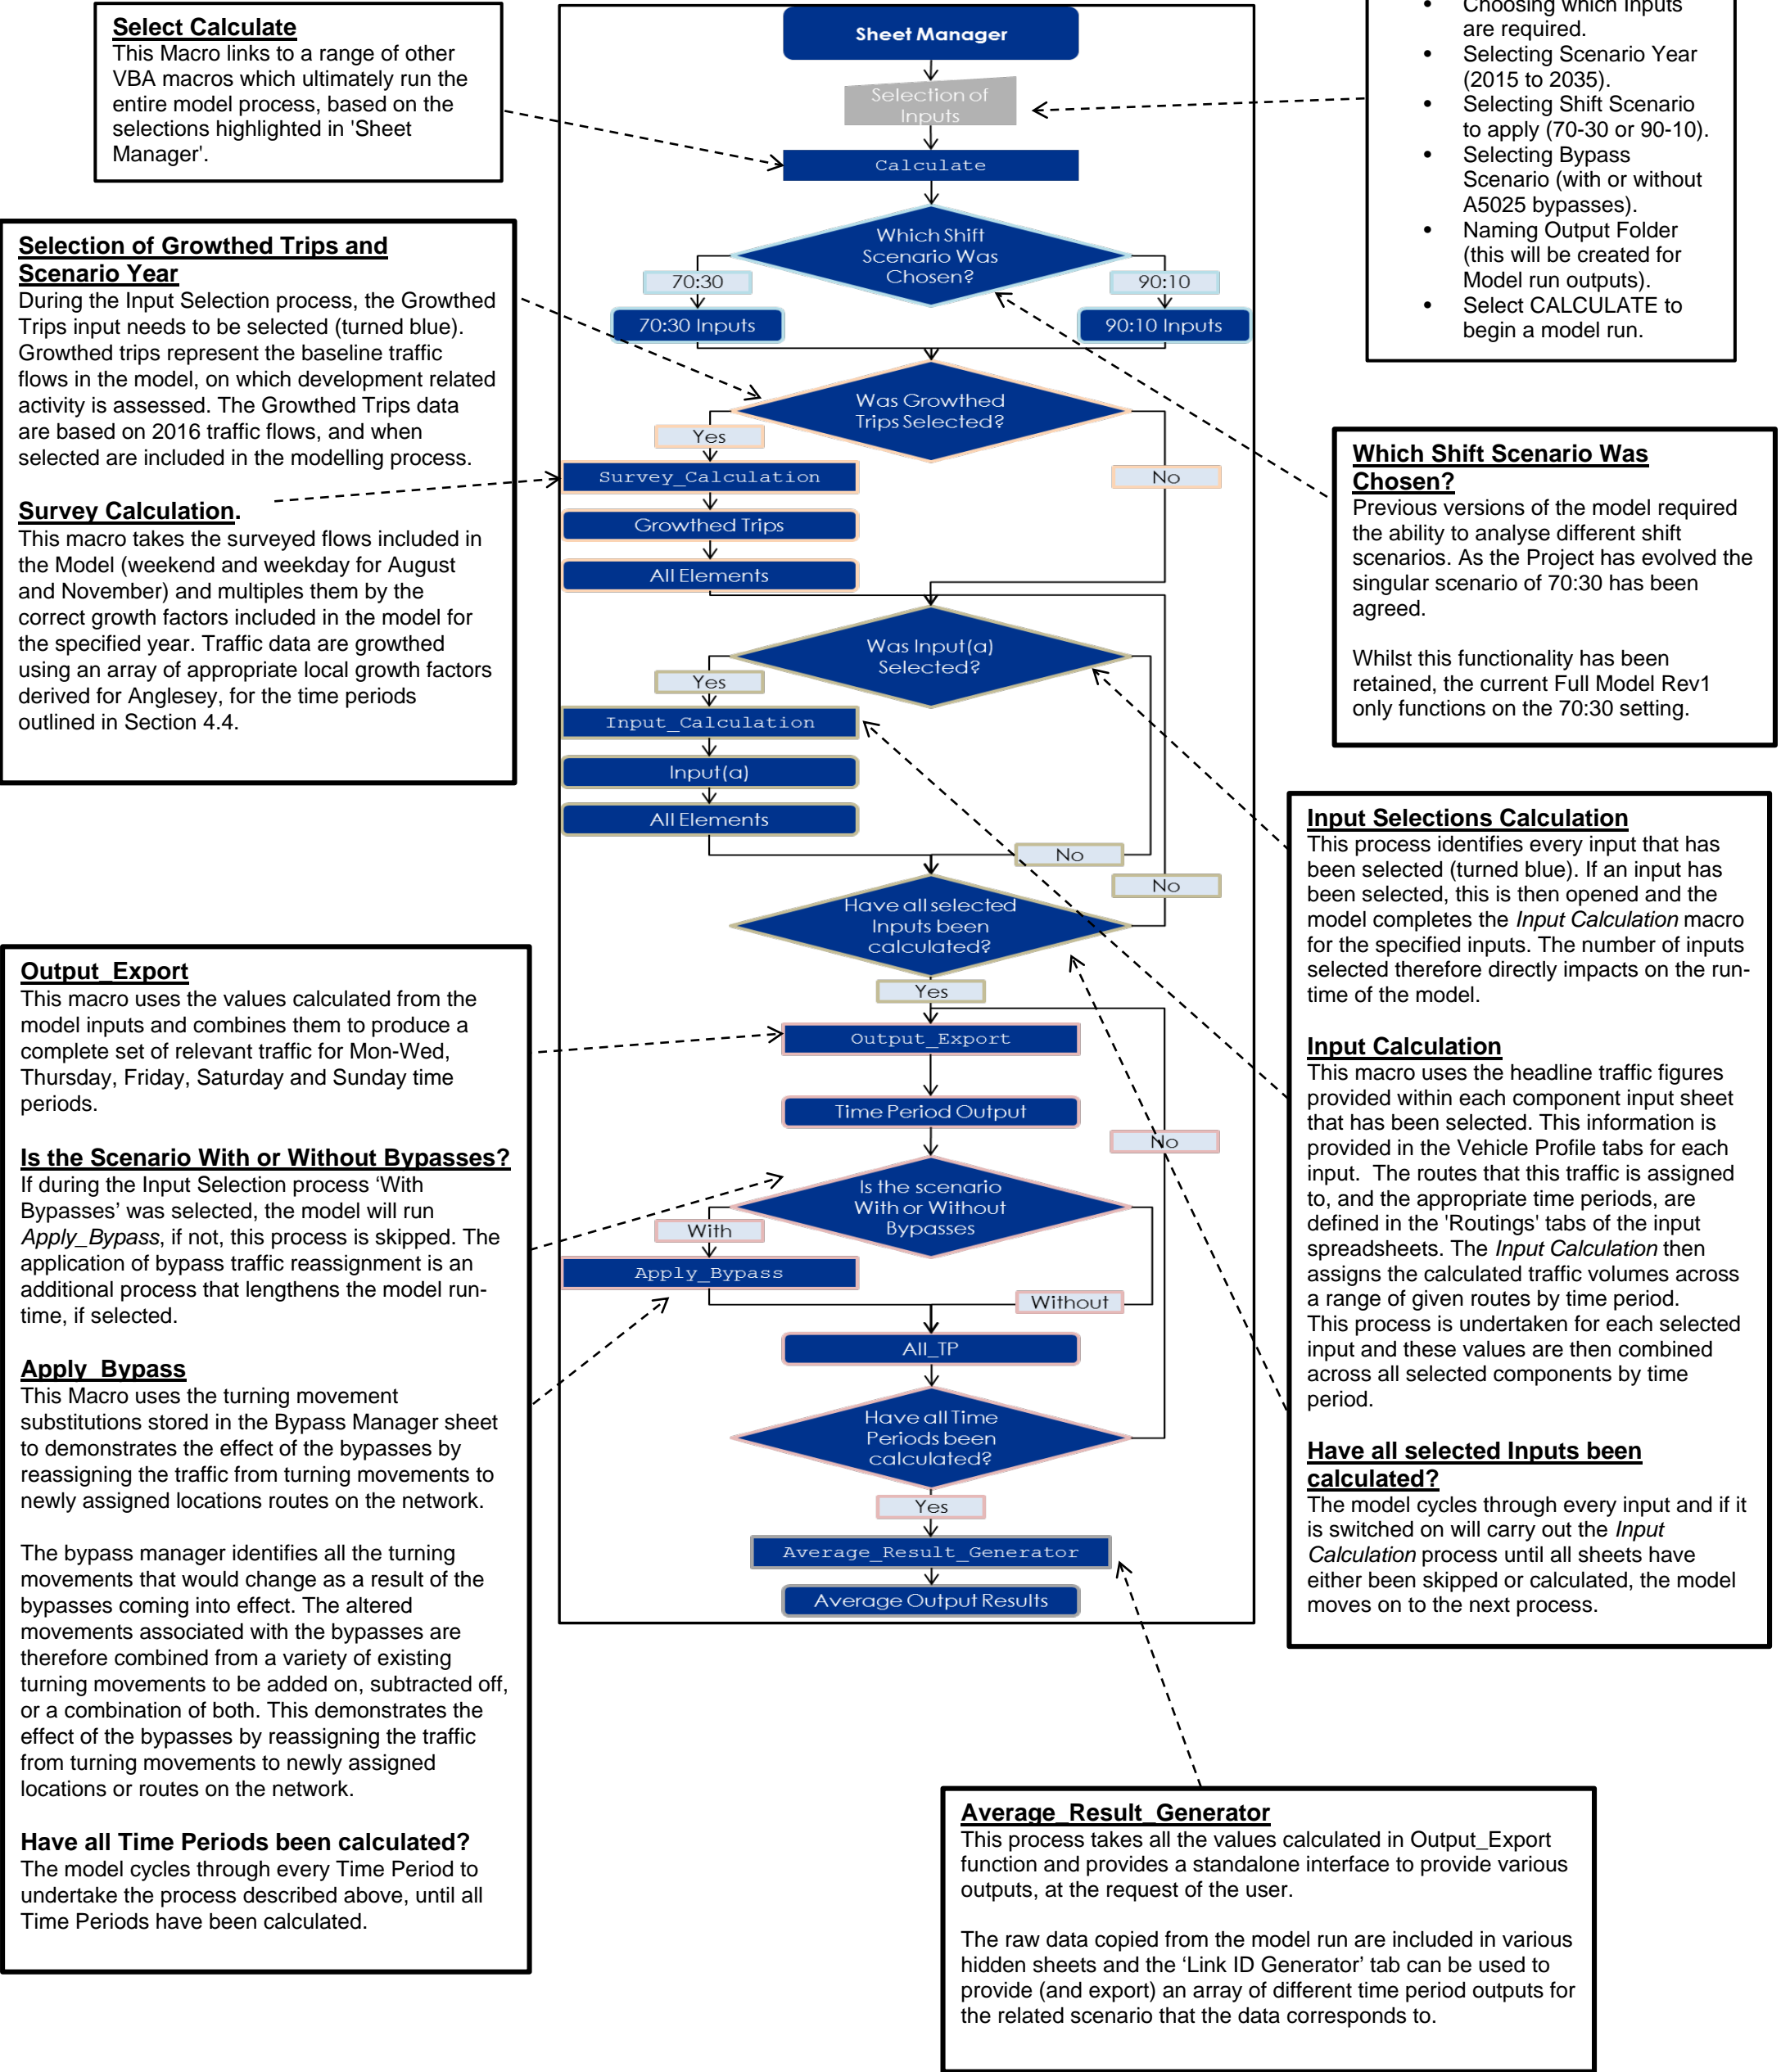 Select Calculate
This Macro links to a range of other
VBA macros which ultimately run the
entire model process, based on the
selections highlighted in 'Sheet
Manager'.
Selection of Growthed Trips and
Scenario Year
During the Input Selection process, the Growthed
Trips input needs to be selected (turned blue).
Growthed trips represent the baseline traffic
flows in the model, on which development related
activity is assessed. The Growthed Trips data
are based on 2016 traffic flows, and when
selected are included in the modelling process.
Survey Calculation.
This macro takes the surveyed flows included in
the Model (weekend and weekday for August
and November) and multiples them by the
correct growth factors included in the model for
the specified year. Traffic data are growthed
using an array of appropriate local growth factors
derived for Anglesey, for the time periods
outlined in Section 4.4.
Output_Export
This macro uses the values calculated from the
model inputs and combines them to produce a
complete set of relevant traffic for Mon-Wed,
Thursday, Friday, Saturday and Sunday time
periods.
Is the Scenario With or Without Bypasses?
If during the Input Selection process ‘With
Bypasses’ was selected, the model will run
Apply_Bypass, if not, this process is skipped. The
application of bypass traffic reassignment is an
additional process that lengthens the model run-
time, if selected.
Apply_Bypass
This Macro uses the turning movement
substitutions stored in the Bypass Manager sheet
to demonstrates the effect of the bypasses by
reassigning the traffic from turning movements to
newly assigned locations routes on the network.
The bypass manager identifies all the turning
movements that would change as a result of the
bypasses coming into effect. The altered
movements associated with the bypasses are
therefore combined from a variety of existing
turning movements to be added on, subtracted off,
or a combination of both. This demonstrates the
effect of the bypasses by reassigning the traffic
from turning movements to newly assigned
locations or routes on the network.
Have all Time Periods been calculated?
The model cycles through every Time Period to
undertake the process described above, until all
Time Periods have been calculated.
Sheet Manager
Selection of
Inputs
Calculate
Which Shift
Scenario Was
Chosen?
70:30
90:10
70:30 Inputs
90:10 Inputs
Was Growthed
Trips Selected?
Yes
No
Survey_Calculation
Growthed Trips
All Elements
Was Input(a)
Selected?
Yes
Input_Calculation
Input(a)
All Elements
No
No
Have all selected
Inputs been
calculated?
Yes
Output_Export
Time Period Output
No
Is the scenario
With or Without
Bypasses
With
Apply_Bypass
Without
All_TP
Have all Time
Periods been
calculated?
Yes
Average_Result_Generator
Average Output Results
• Choosing which Inputs
are required.
• Selecting Scenario Year
(2015 to 2035).
• Selecting Shift Scenario
to apply (70-30 or 90-10).
• Selecting Bypass
Scenario (with or without
A5025 bypasses).
• Naming Output Folder
(this will be created for
Model run outputs).
• Select CALCULATE to
begin a model run.
Which Shift Scenario Was
Chosen?
Previous versions of the model required
the ability to analyse different shift
scenarios. As the Project has evolved the
singular scenario of 70:30 has been
agreed.
Whilst this functionality has been
retained, the current Full Model Rev1
only functions on the 70:30 setting.
Input Selections Calculation
This process identifies every input that has
been selected (turned blue). If an input has
been selected, this is then opened and the
model completes the Input Calculation macro
for the specified inputs. The number of inputs
selected therefore directly impacts on the run-
time of the model.
Input Calculation
This macro uses the headline traffic figures
provided within each component input sheet
that has been selected. This information is
provided in the Vehicle Profile tabs for each
input. The routes that this traffic is assigned
to, and the appropriate time periods, are
defined in the 'Routings' tabs of the input
spreadsheets. The Input Calculation then
assigns the calculated traffic volumes across
a range of given routes by time period.
This process is undertaken for each selected
input and these values are then combined
across all selected components by time
period.
Have all selected Inputs been
calculated?
The model cycles through every input and if it
is switched on will carry out the Input
Calculation process until all sheets have
either been skipped or calculated, the model
moves on to the next process.
Average_Result_Generator
This process takes all the values calculated in Output_Export
function and provides a standalone interface to provide various
outputs, at the request of the user.
The raw data copied from the model run are included in various
hidden sheets and the ‘Link ID Generator’ tab can be used to
provide (and export) an array of different time period outputs for
the related scenario that the data corresponds to.